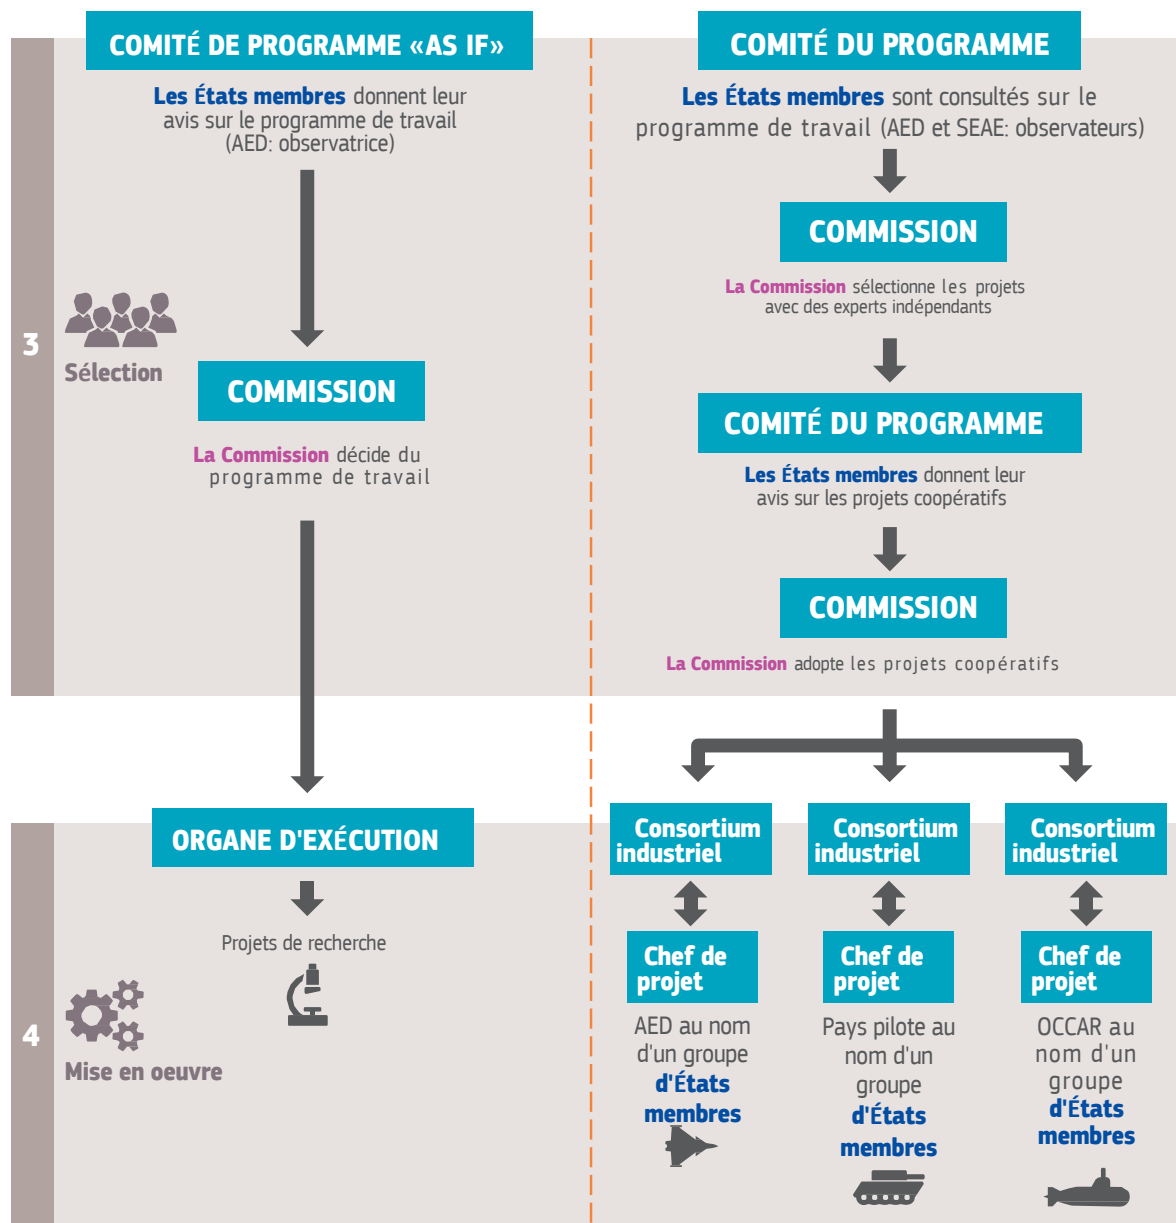 COMITÉ DE PROGRAMME «AS IF»
Les États membres donnent leur
avis sur le programme de travail
(AED: observatrice)
3
Sélection
COMMISSION
La Commission décide du
programme de travail
COMITÉ DU PROGRAMME
Les États membres sont consultés sur le
programme de travail (AED et SEAE: observateurs)
COMMISSION
La Commission sélectionne les projets
avec des experts indépendants
COMITÉ DU PROGRAMME
Les États membres donnent leur
avis sur les projets coopératifs
COMMISSION
La Commission adopte les projets coopératifs
4
Mise en oeuvre
ORGANE D'EXÉCUTION
Projets de recherche
Consortium
industriel
Chef de
projet
AED au nom
d'un groupe
d'États
membres
Consortium
industriel
Chef de
projet
Pays pilote au
nom d'un
groupe
d'États
membres
Consortium
industriel
Chef de
projet
OCCAR au
nom d'un
groupe
d'États
membres